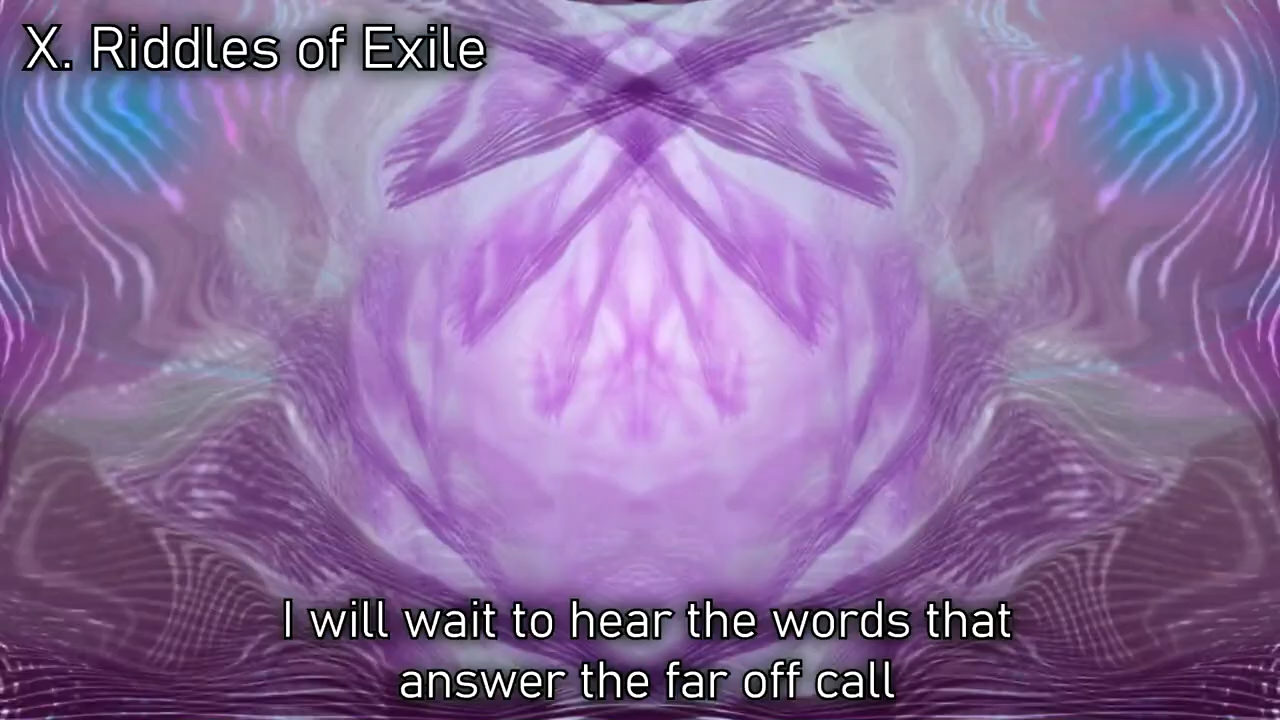 X. Riddles of Exile
I will wait to hear the words that
answer the far off call